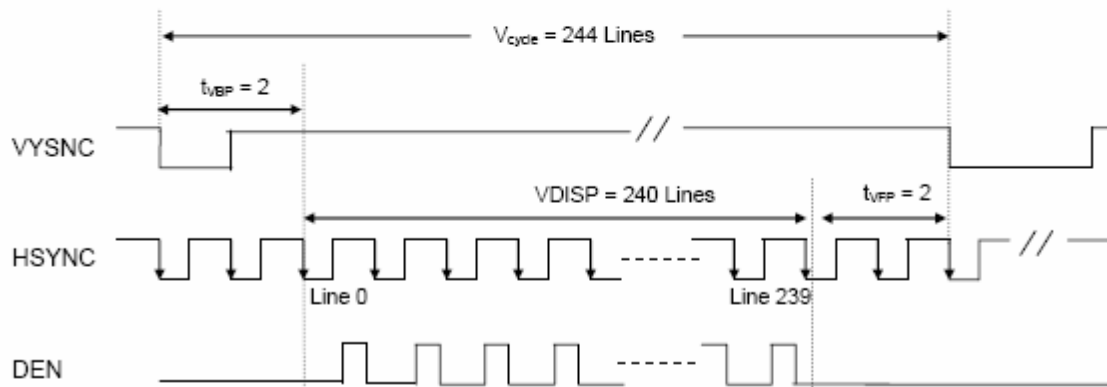 Vcycle = 244 Lines
tVBP = 2
VYSNC
VDISP = 240 Lines
tVFP = 2
HSYNC
Line 0
Line 239
DEN